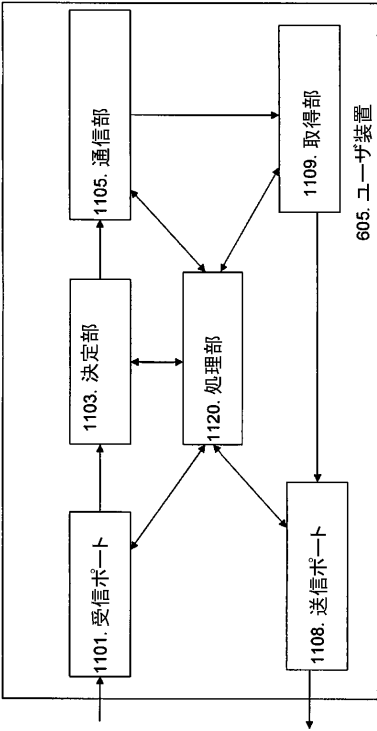 1101. 受信ポート
1103. 決定部
1105. 通信部
1120. 処理部
1108. 送信ポート
1109. 取得部
605. ユーザ装置